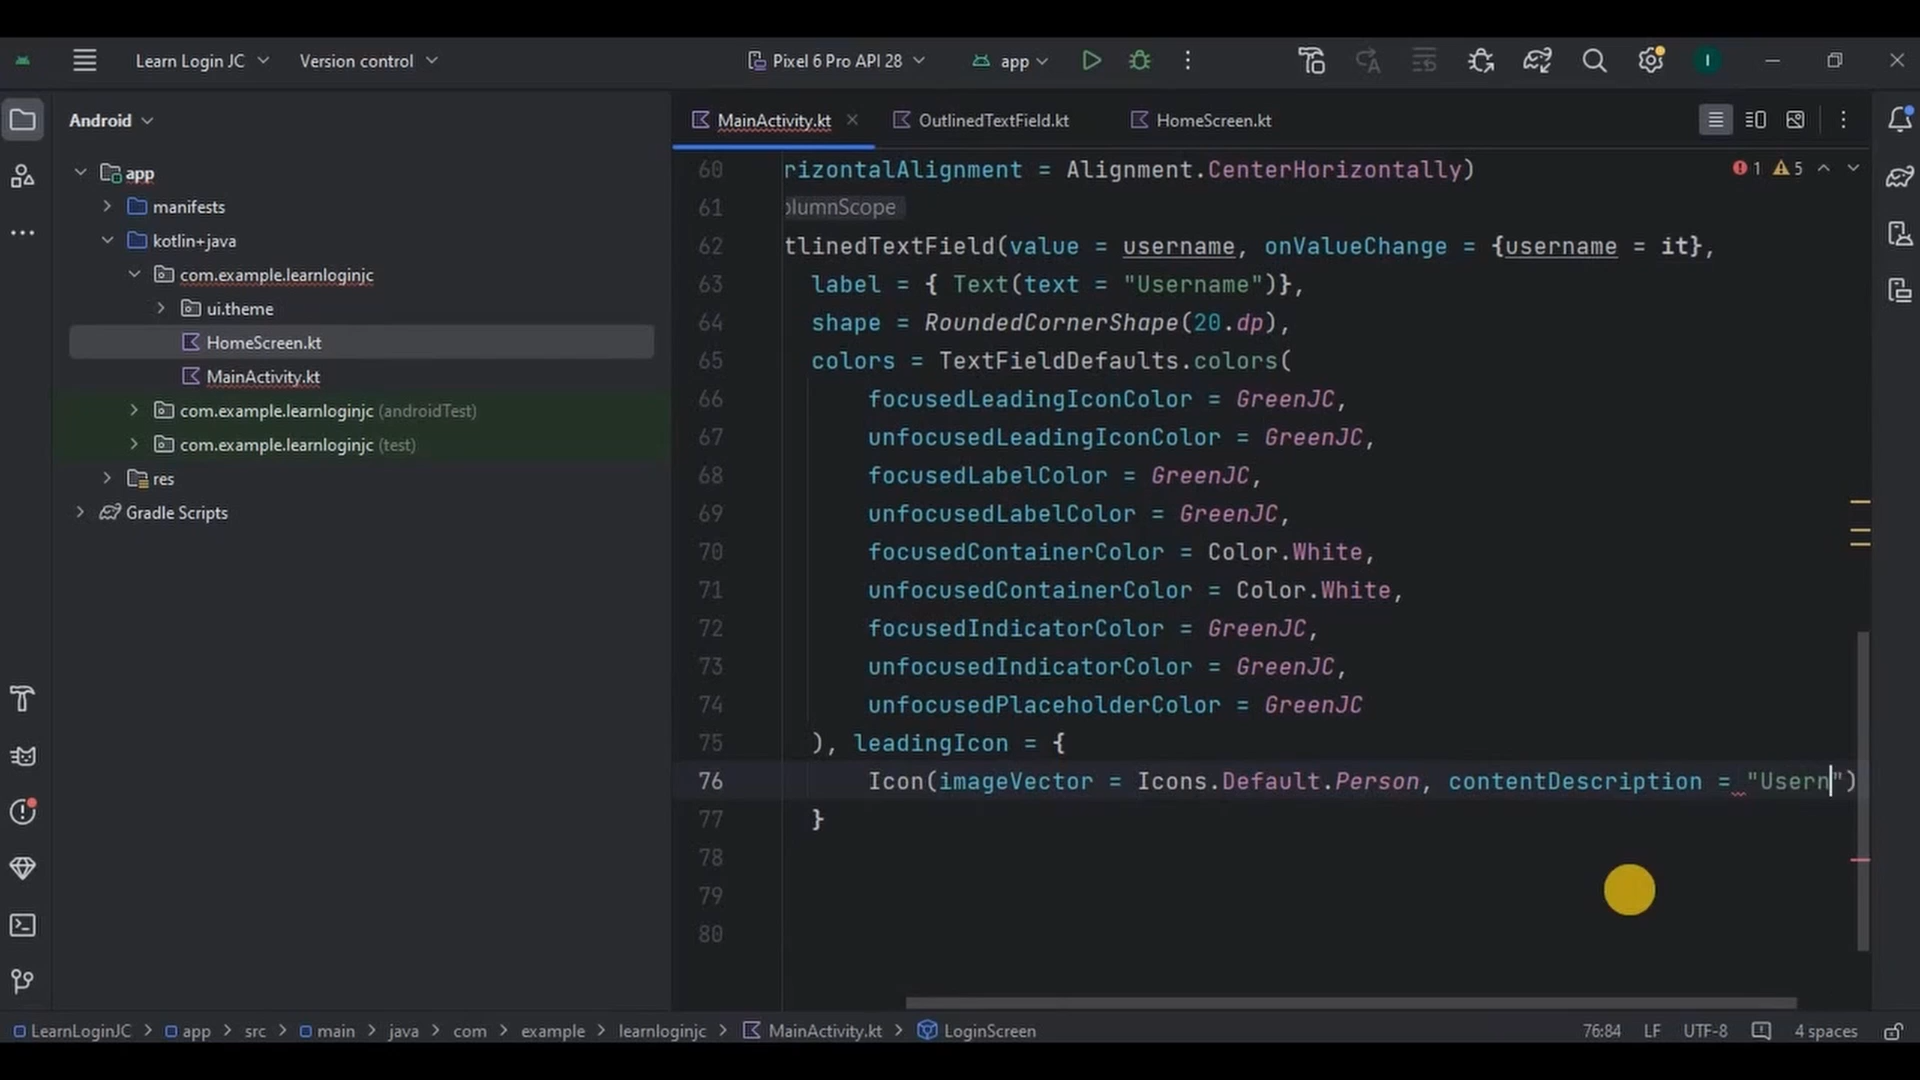 Learn Login JC
Version control
Pixel 6 Pro API 28
app
I
Android
MainActivity.kt
OutlinedTextField.kt
HomeScreen.kt
app
manifests
kotlin+java
com.example.learnloginjc
ui.theme
HomeScreen.kt
MainActivity.kt
com.example.learnloginjc (androidTest)
com.example.learnloginjc (test)
res
Gradle Scripts
1 5
60 rizontalAlignment = Alignment.CenterHorizontally)
61 olumnScope
62 tlinedTextField(value = username, onValueChange = {username = it},
63 label = { Text(text = "Username")},
64 shape = RoundedCornerShape(20.dp),
65 colors = TextFieldDefaults.colors(
66 focusedLeadingIconColor = GreenJC,
67 unfocusedLeadingIconColor = GreenJC,
68 focusedLabelColor = GreenJC,
69 unfocusedLabelColor = GreenJC,
70 focusedContainerColor = Color.White,
71 unfocusedContainerColor = Color.White,
72 focusedIndicatorColor = GreenJC,
73 unfocusedIndicatorColor = GreenJC,
74 unfocusedPlaceholderColor = GreenJC
75 ), leadingIcon = {
76 Icon(imageVector = Icons.Default.Person, contentDescription = "Usern")
77 }
78
79
80
LearnLoginJC > app > src > main > java > com > example > learnloginjc > MainActivity.kt > LoginScreen
76:84 LF UTF-8 4 spaces